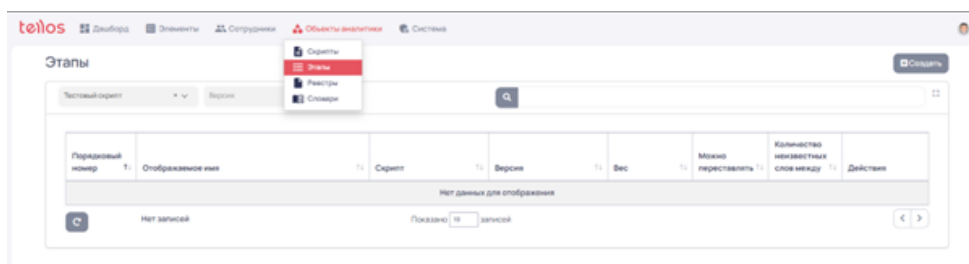 tellos Дашборд Элементы Сотрудники Объекты аналитики Система
Скрипты
Этапы
Реестры
Словари
Этапы
Создать
Тестовый скрипт × Версия
Порядковый номер Отображаемое имя Скрипт Версия Вес Можно переставлять Количество неизвестных слов между Действия
Нет данных для отображения
Нет записей Показано 10 записей